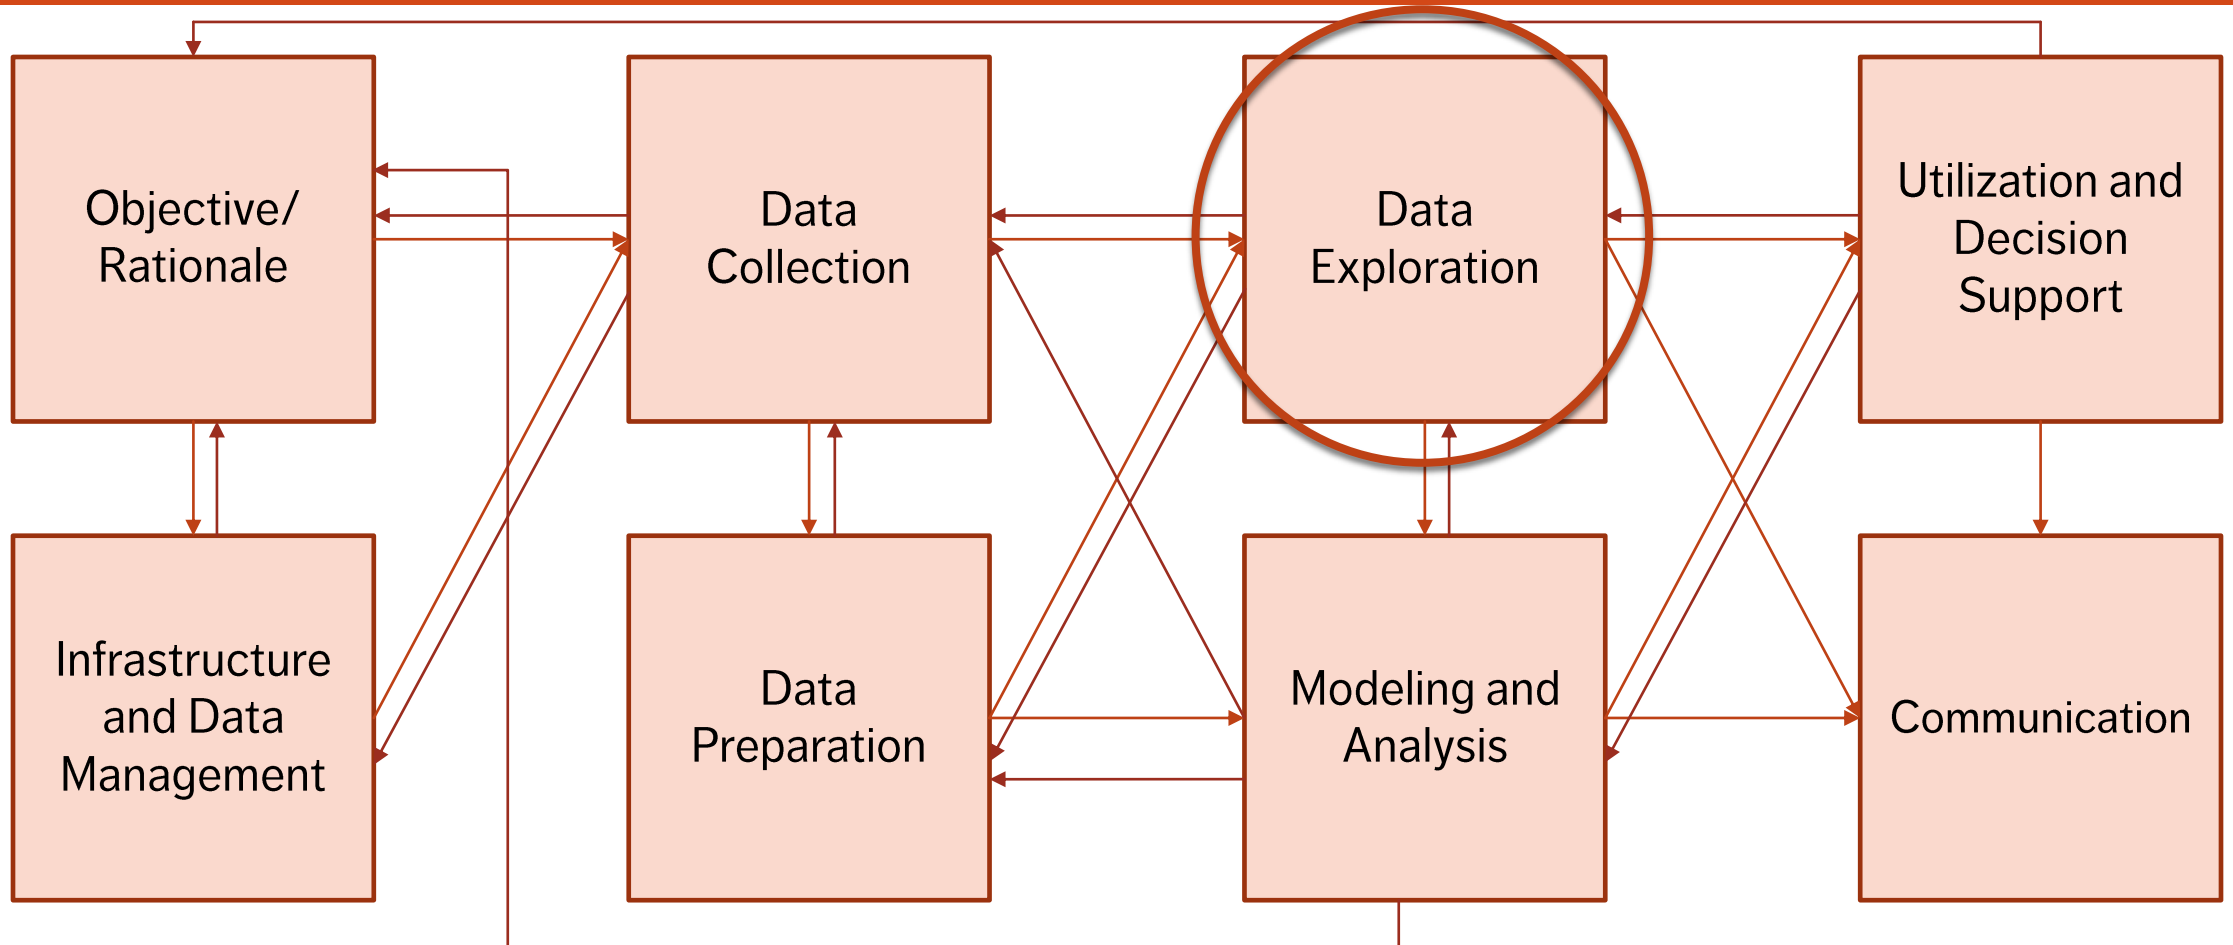 Objective/
Rationale
Data
Collection
Data
Exploration
Utilization and
Decision
Support
Infrastructure
and Data
Management
Data
Preparation
Modeling and
Analysis
Communication